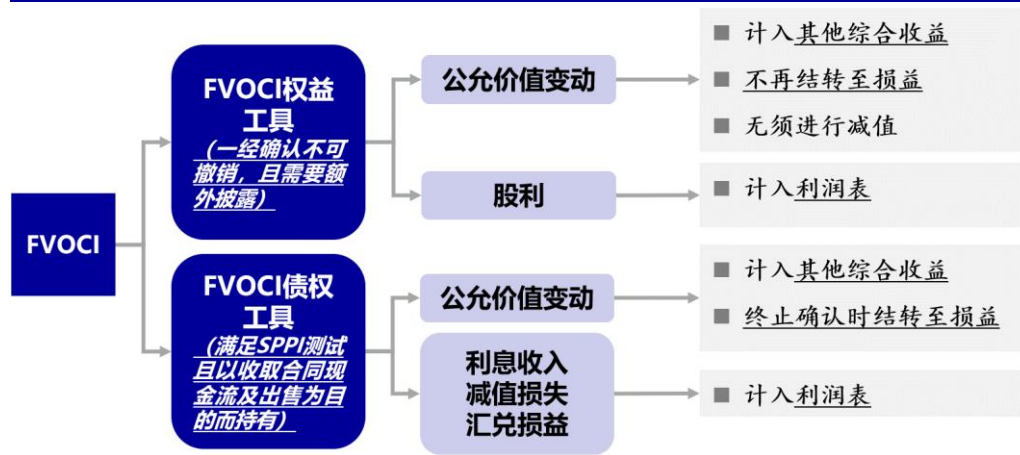 FVOCI
FVOCI权益
工具
（一经确认不可
撤销，且需要额
外披露）
公允价值变动
■ 计入其他综合收益
■ 不再结转至损益
■ 无须进行减值
股利
■ 计入利润表
FVOCI债权
工具
（满足SPPI测试
且以收取合同现
金流及出售为目
的而持有）
公允价值变动
■ 计入其他综合收益
■ 终止确认时结转至损益
利息收入
减值损失
汇兑损益
■ 计入利润表